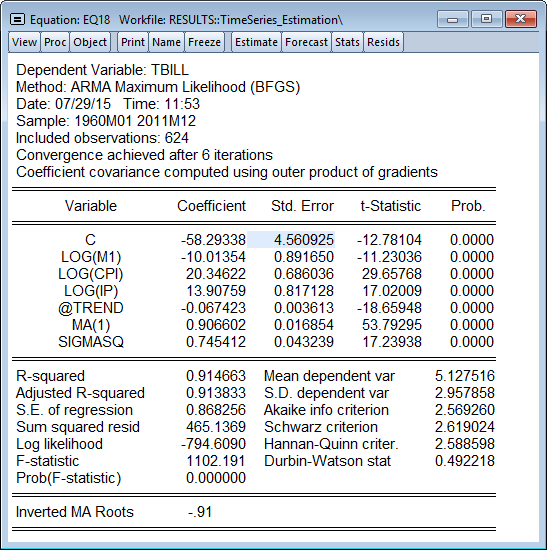 Equation: EQ18 Workfile: RESULTS::TimeSeries_Estimation\
View Proc Object Print Name Freeze Estimate Forecast Stats Resids
Dependent Variable: TBILL
Method: ARMA Maximum Likelihood (BFGS)
Date: 07/29/15 Time: 11:53
Sample: 1960M01 2011M12
Included observations: 624
Convergence achieved after 6 iterations
Coefficient covariance computed using outer product of gradients
Variable Coefficient Std. Error t-Statistic Prob.
C -58.29338 4.560925 -12.78104 0.0000
LOG(M1) -10.01354 0.891650 -11.23036 0.0000
LOG(CPI) 20.34622 0.686036 29.65768 0.0000
LOG(IP) 13.90759 0.817128 17.02009 0.0000
@TREND -0.067423 0.003613 -18.65948 0.0000
MA(1) 0.906602 0.016854 53.79295 0.0000
SIGMASQ 0.745412 0.043239 17.23938 0.0000
R-squared 0.914663 Mean dependent var 5.127516
Adjusted R-squared 0.913833 S.D. dependent var 2.957858
S.E. of regression 0.868256 Akaike info criterion 2.569260
Sum squared resid 465.1369 Schwarz criterion 2.619024
Log likelihood -794.6090 Hannan-Quinn criter. 2.588598
F-statistic 1102.191 Durbin-Watson stat 0.492218
Prob(F-statistic) 0.000000
Inverted MA Roots -.91